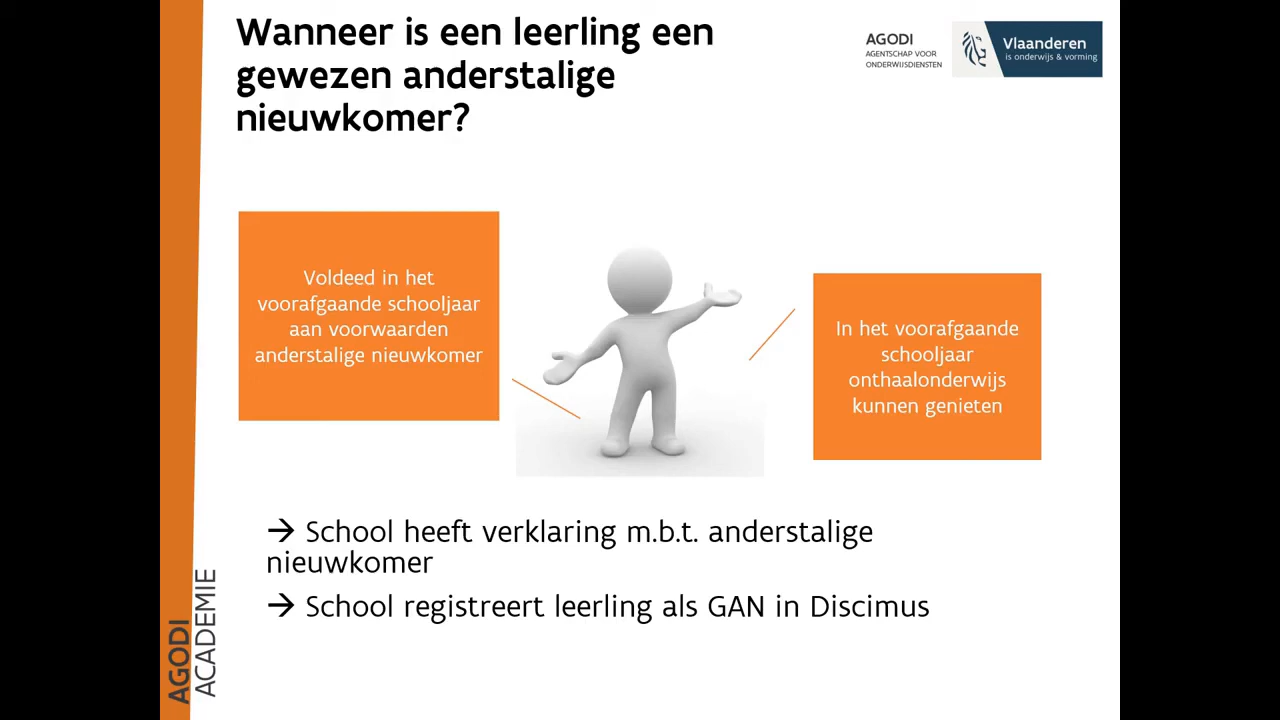 Wanneer is een leerling een
gewezen anderstalige
nieuwkomer?
AGODI
AGENTSCHAP VOOR
ONDERWIJSDIENSTEN
Vlaanderen
is onderwijs & vorming
Voldeed in het
voorafgaande schooljaar
aan voorwaarden
anderstalige nieuwkomer
In het voorafgaande
schooljaar
onthaalonderwijs
kunnen genieten
→ School heeft verklaring m.b.t. anderstalige
nieuwkomer
→ School registreert leerling als GAN in Discimus
AGODI
ACADEMIE